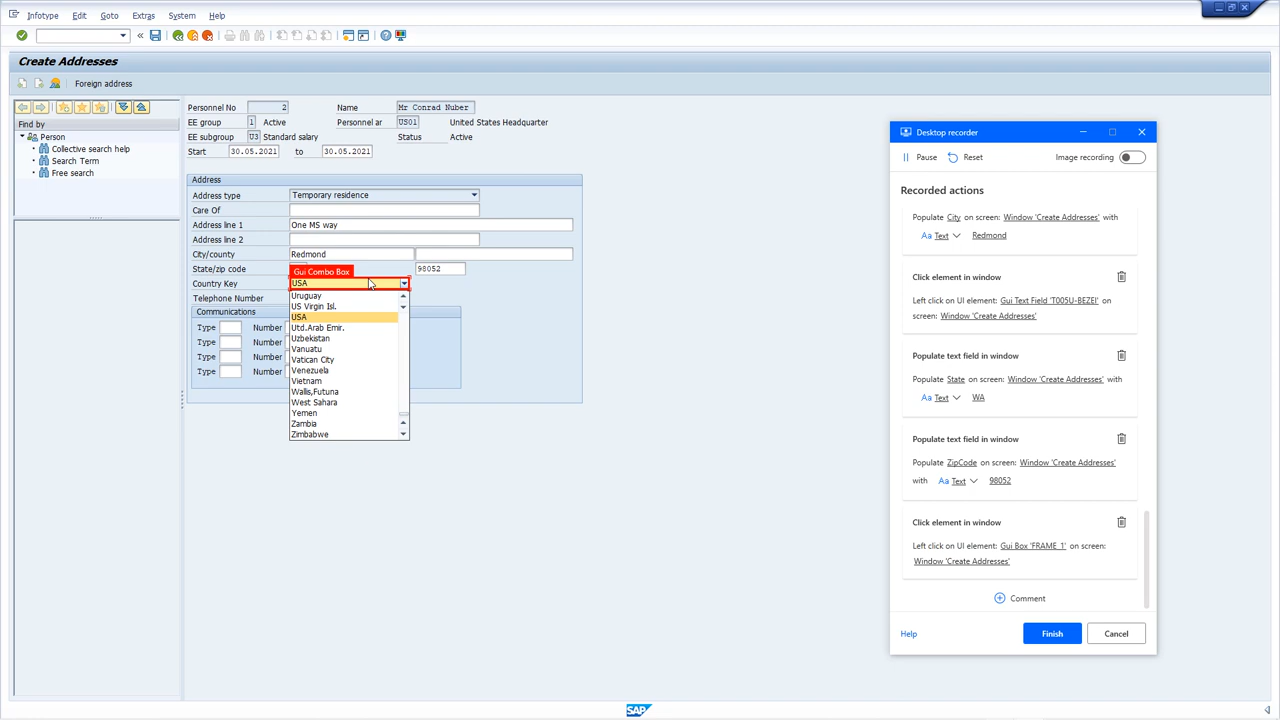 Infotype Edit Goto Extras System Help
Create Addresses
Foreign address
Find by
Person
Collective search help
Search Term
Free search
Personnel No 2 Name Mr Conrad Nuber
EE group 1 Active Personnel ar US01 United States Headquarter
EE subgroup U3 Standard salary Status Active
Start 30.05.2021 to 30.05.2021
Address
Address type Temporary residence
Care Of
Address line 1 One MS way
Address line 2
City/county Redmond
State/zip code 98052
Gui Combo Box
Country Key USA
Telephone Number
Communications
Type Number
Type Number
Type Number
Type Number
Uruguay
US Virgin Isl.
USA
Utd.Arab Emir.
Uzbekistan
Vanuatu
Vatican City
Venezuela
Vietnam
Wallis,Futuna
West Sahara
Yemen
Zambia
Zimbabwe
Desktop recorder
Pause Reset Image recording
Recorded actions
Populate City on screen: Window 'Create Addresses' with
Aa Text Redmond
Click element in window
Left click on UI element: Gui Text Field 'T005U-BEZEI' on
screen: Window 'Create Addresses'
Populate text field in window
Populate State on screen: Window 'Create Addresses' with
Aa Text WA
Populate text field in window
Populate ZipCode on screen: Window 'Create Addresses'
with Aa Text 98052
Click element in window
Left click on UI element: Gui Box 'FRAME_1' on screen:
Window 'Create Addresses'
Comment
Help Finish Cancel
SAP